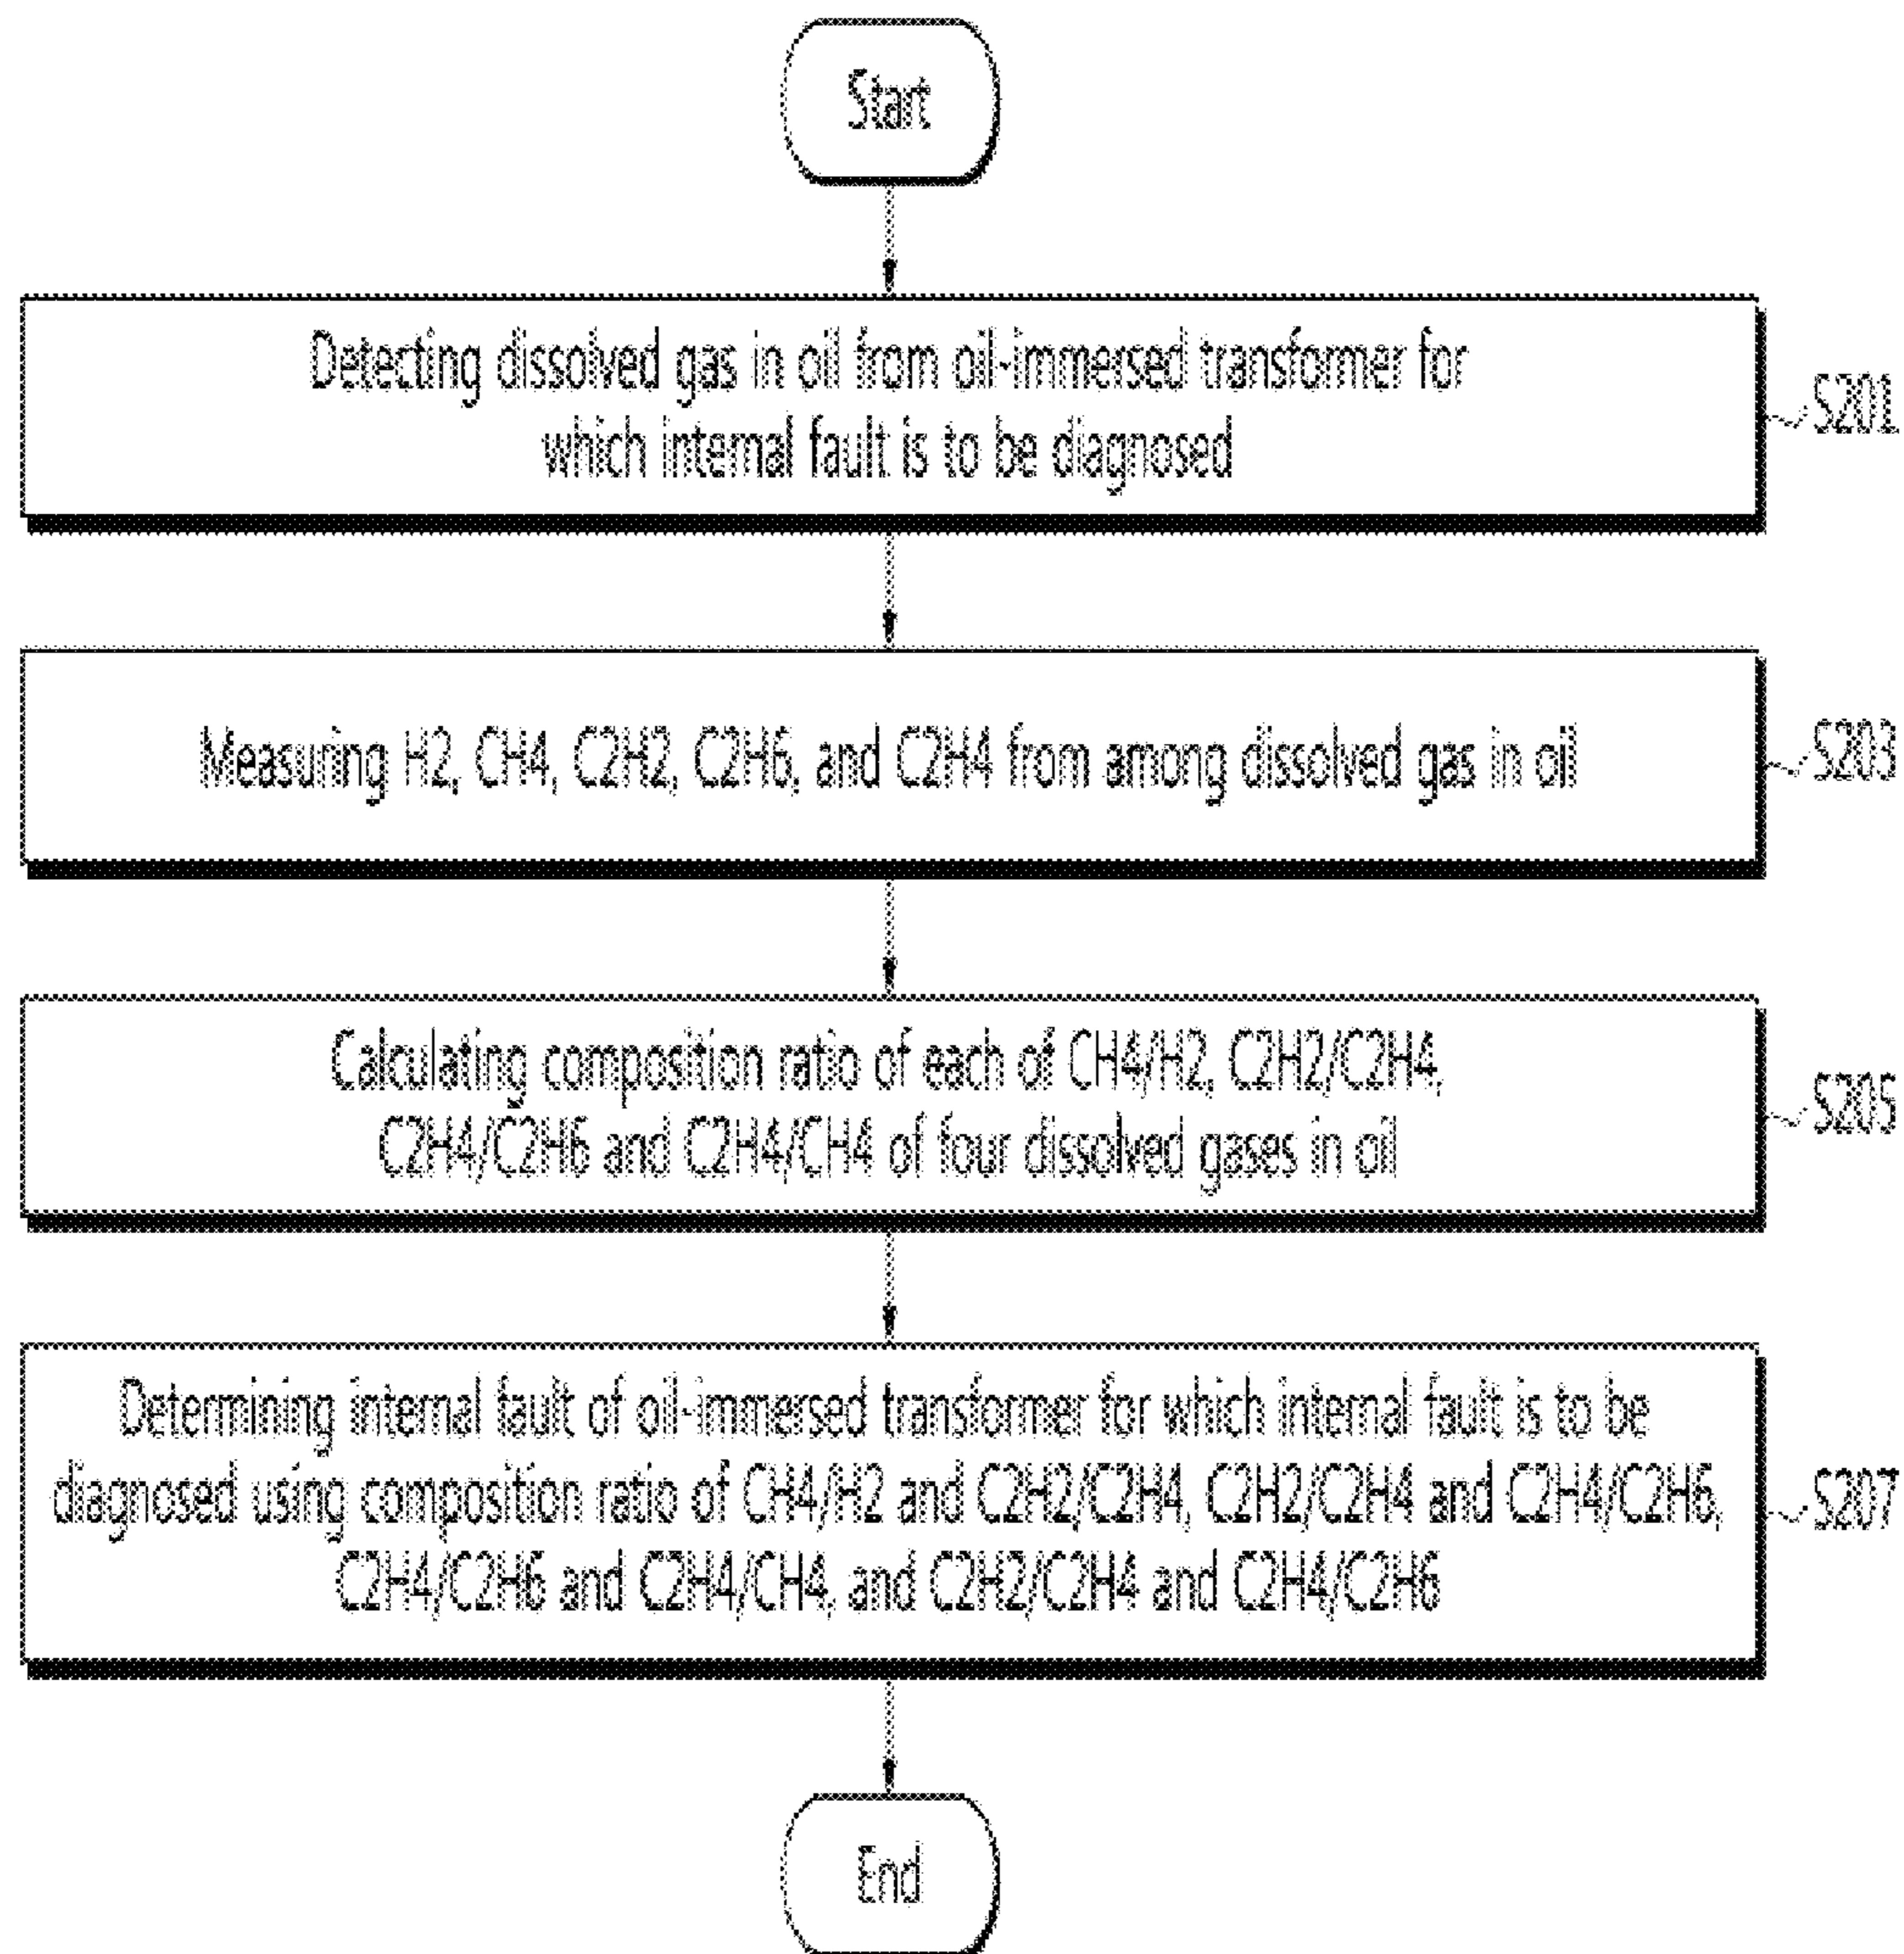 Start
Detecting dissolved gas in oil from oil-immersed transformer for
which internal fault is to be diagnosed
S201
Measuring H2, CH4, C2H2, C2H6, and C2H4 from among dissolved gas in oil
S203
Calculating composition ratio of each of CH4/H2, C2H2/C2H4,
C2H4/C2H6 and C2H4/CH4 of four dissolved gases in oil
S205
Determining internal fault of oil-immersed transformer for which internal fault is to be
diagnosed using composition ratio of CH4/H2 and C2H2/C2H4, C2H2/C2H4 and C2H4/C2H6,
C2H4/C2H6 and C2H4/CH4, and C2H2/C2H4 and C2H4/C2H6
S207
End